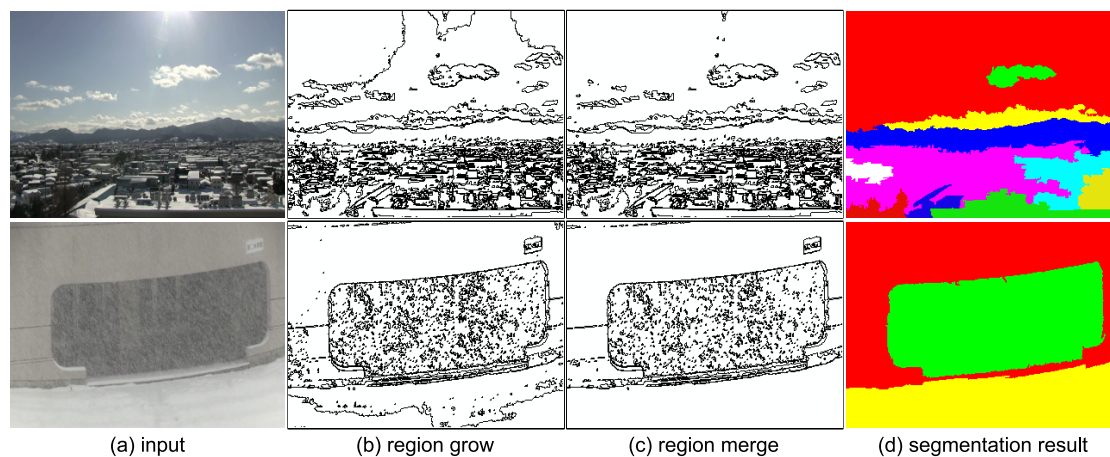 (a) input
(b) region grow
(c) region merge
(d) segmentation result